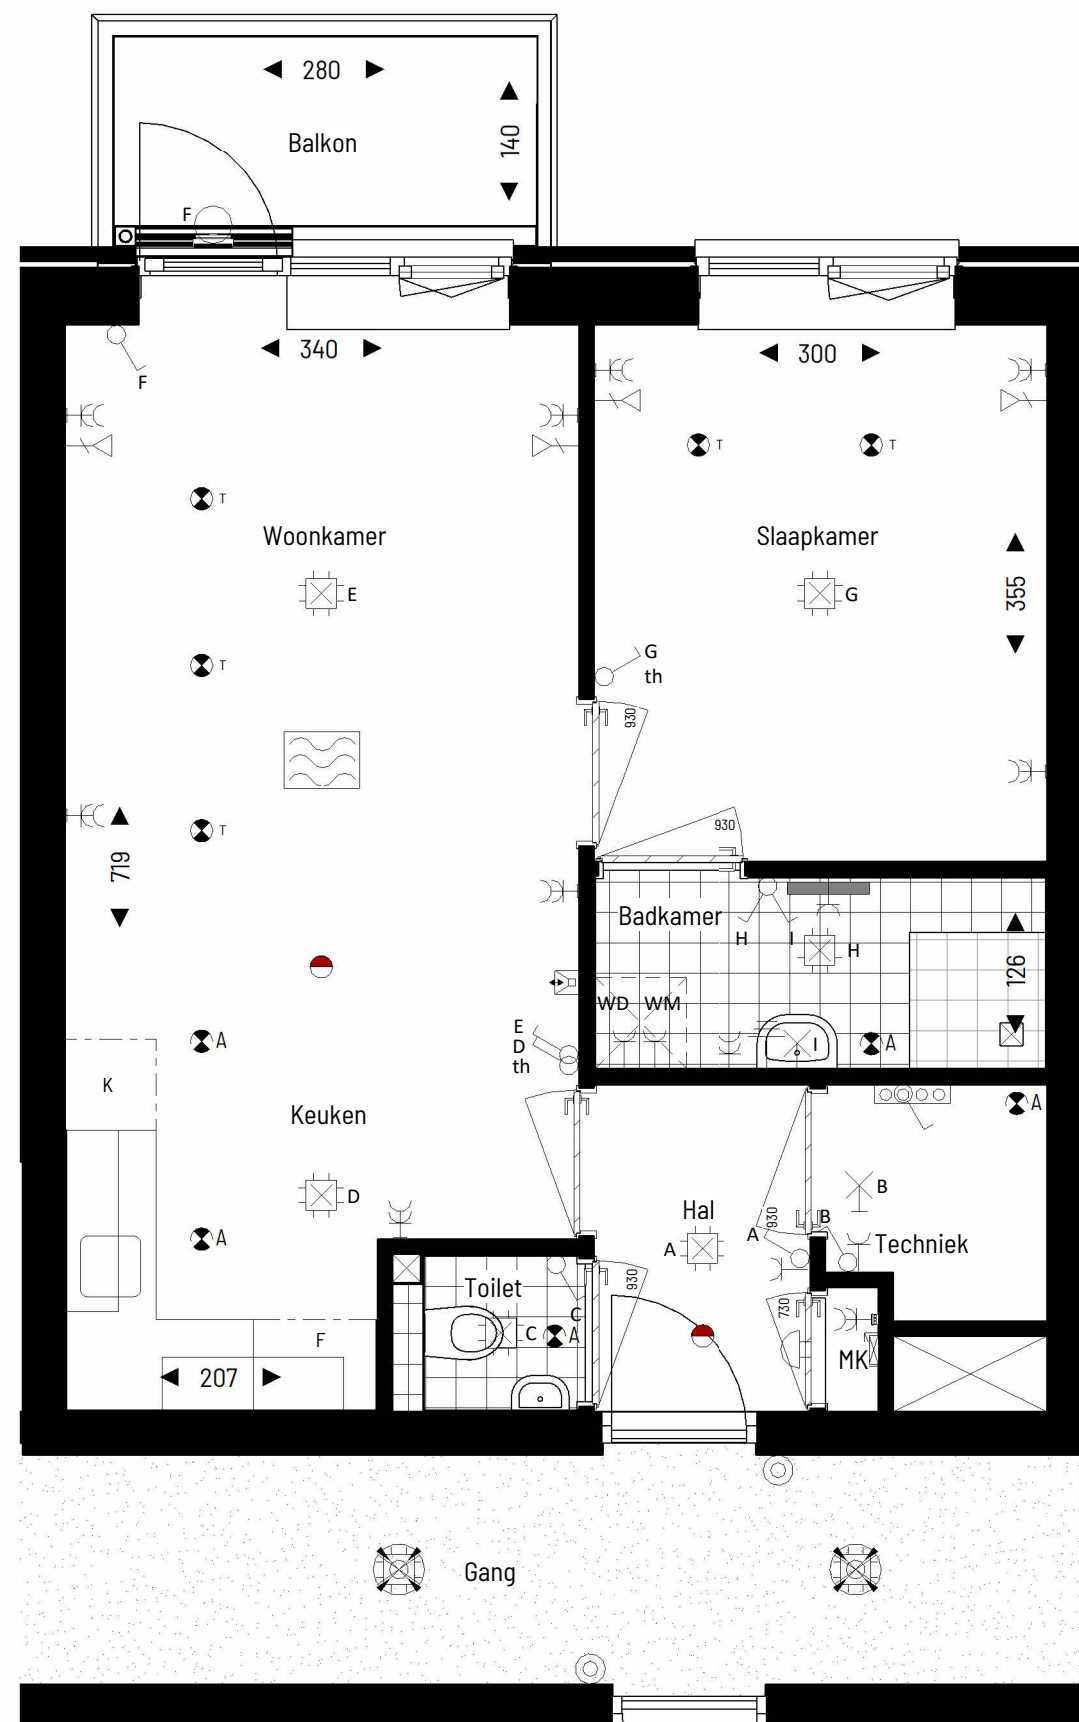 280
140
Balkon
F
340
F
300
T
T
T
Woonkamer
Slaapkamer
E
G
355
G
th
T
930
930
T
719
Badkamer
H
I
H
126
WD
WM
E
D
th
A
I
A
K
A
Keuken
D
B
Hal
A
A
B
930
Techniek
A
930
Toilet
C
C
A
730
F
MK
207
Gang